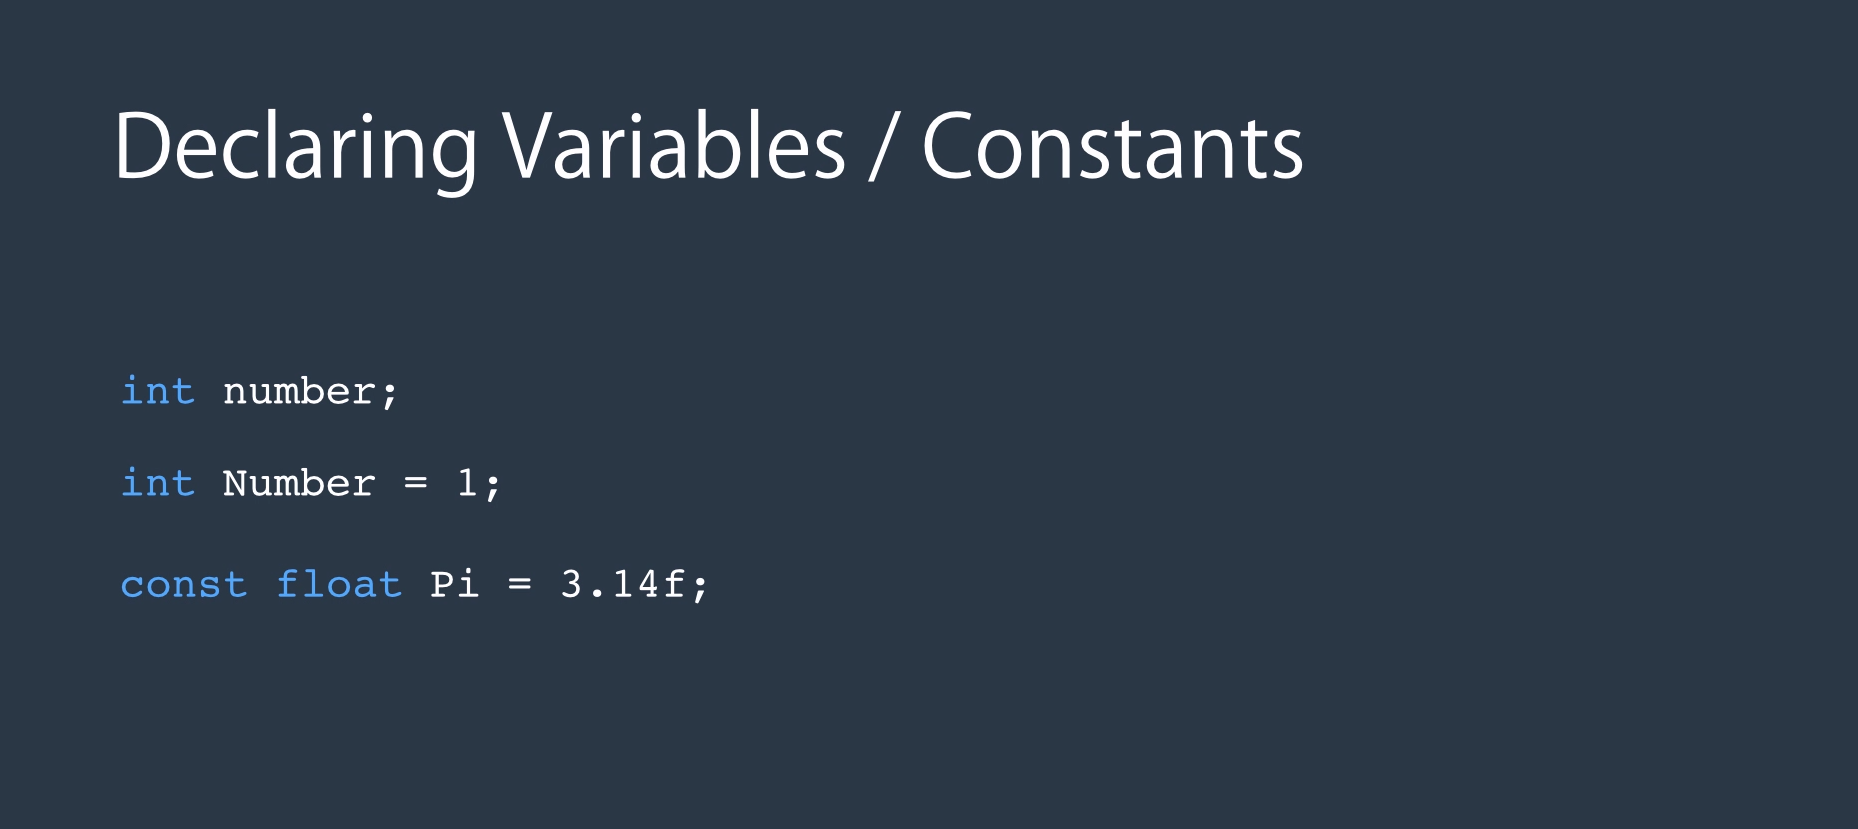 Declaring Variables / Constants
int number;
int Number = 1;
const float Pi = 3.14f;